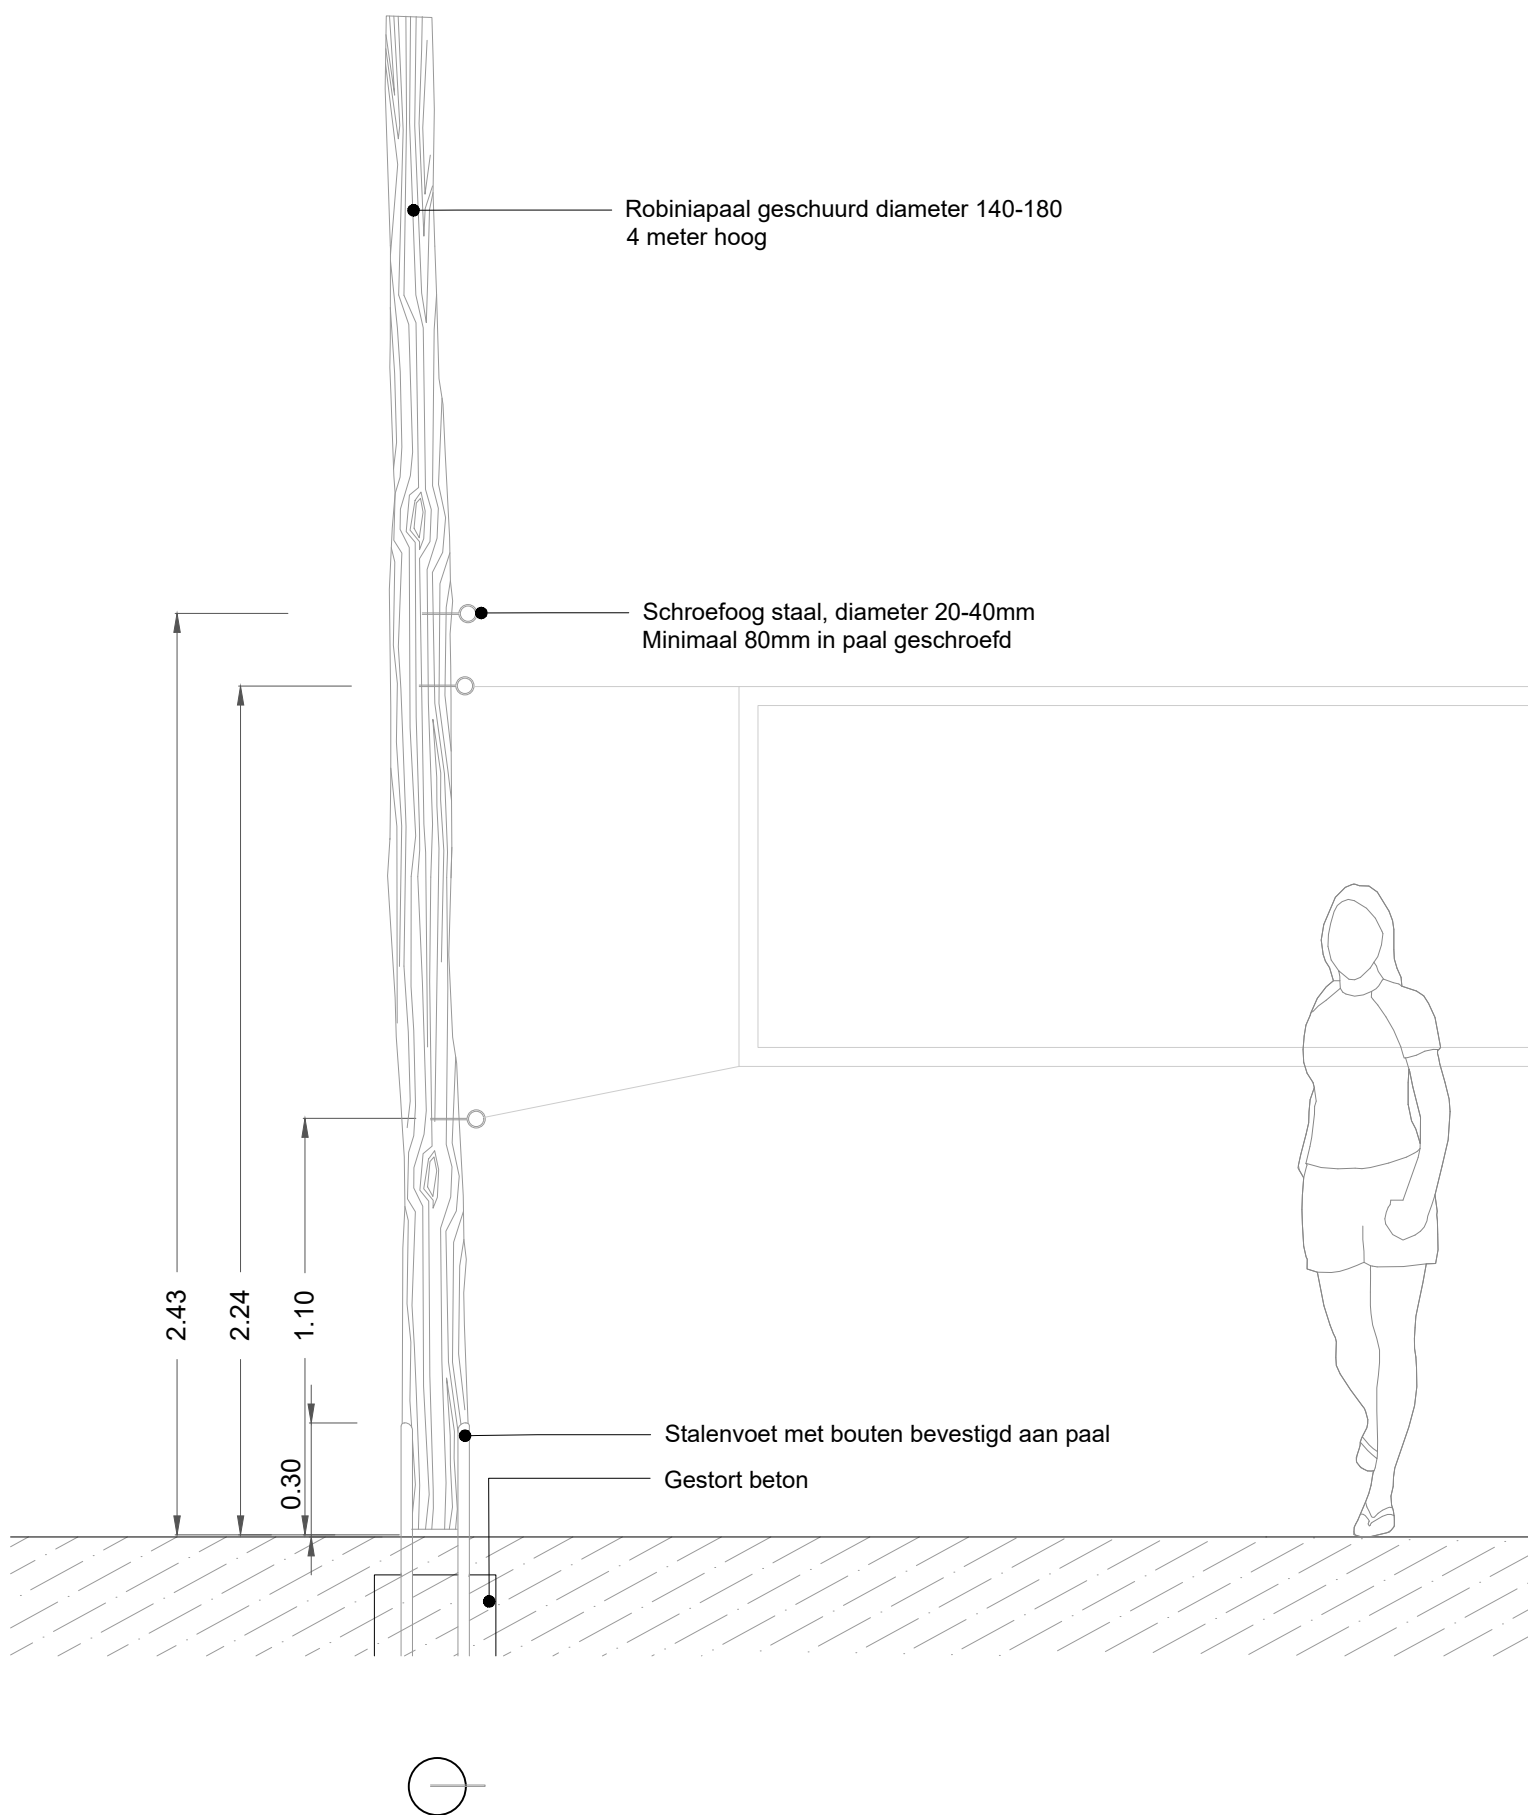 Robiniapaal geschuurd diameter 140-180
4 meter hoog
Schroefoog staal, diameter 20-40mm
Minimaal 80mm in paal geschroefd
2.43
2.24
1.10
0.30
Stalenvoet met bouten bevestigd aan paal
Gestort beton